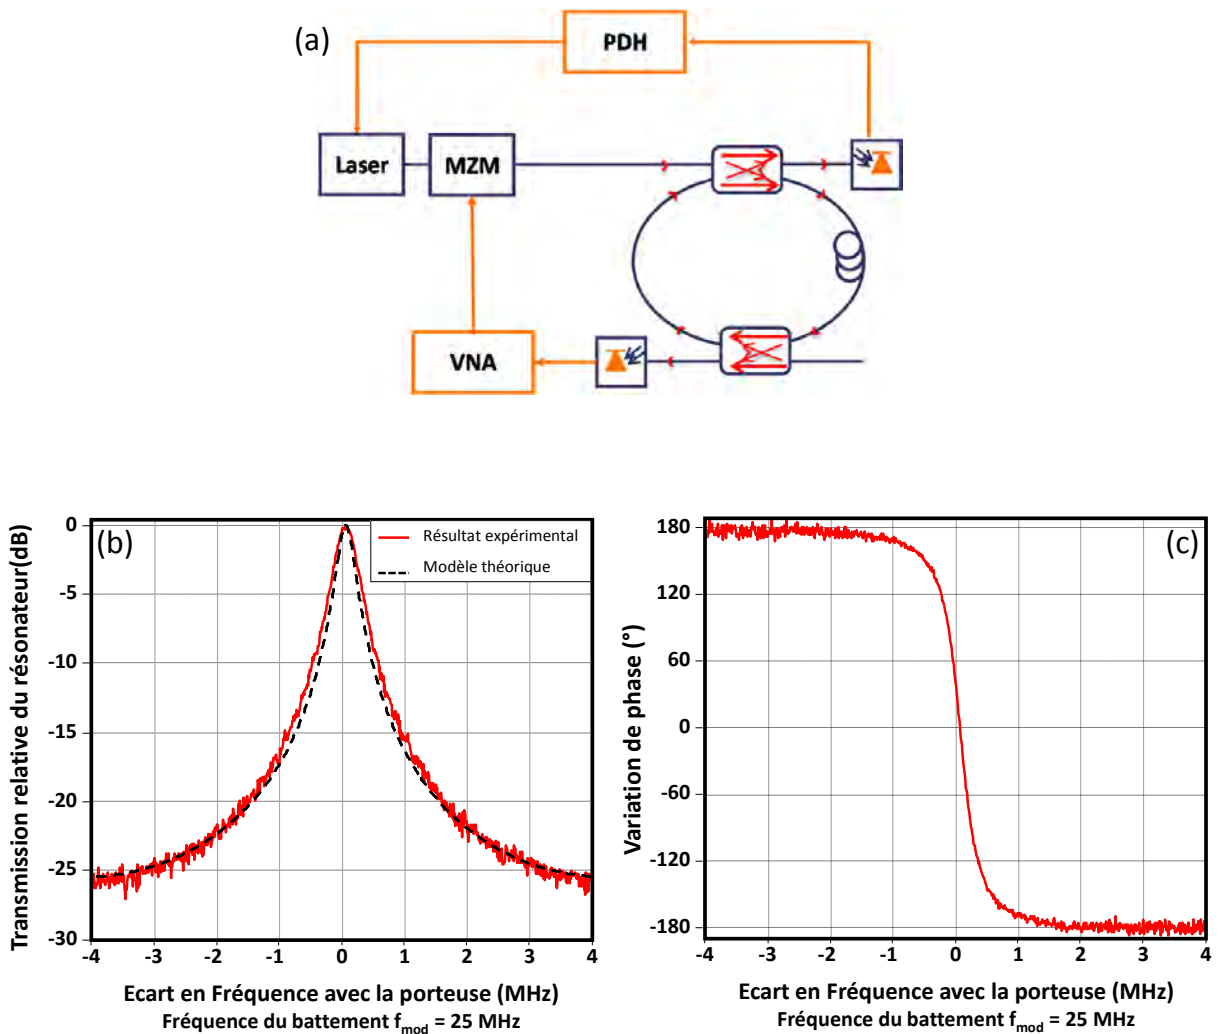 (a)
PDH
Laser
MZM
VNA
(b)
Résultat expérimental
Modèle théorique
Transmission relative du résonateur(dB)
0
-5
-10
-15
-20
-25
-30
-4 -3 -2 -1 0 1 2 3 4
Ecart en Fréquence avec la porteuse (MHz)
Fréquence du battement fmod = 25 MHz
(c)
Variation de phase (°)
180
120
60
0
-60
-120
-180
-4 -3 -2 -1 0 1 2 3 4
Ecart en Fréquence avec la porteuse (MHz)
Fréquence du battement fmod = 25 MHz